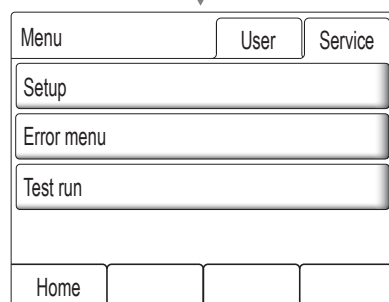 Menu User Service
Setup
Error menu
Test run
Home